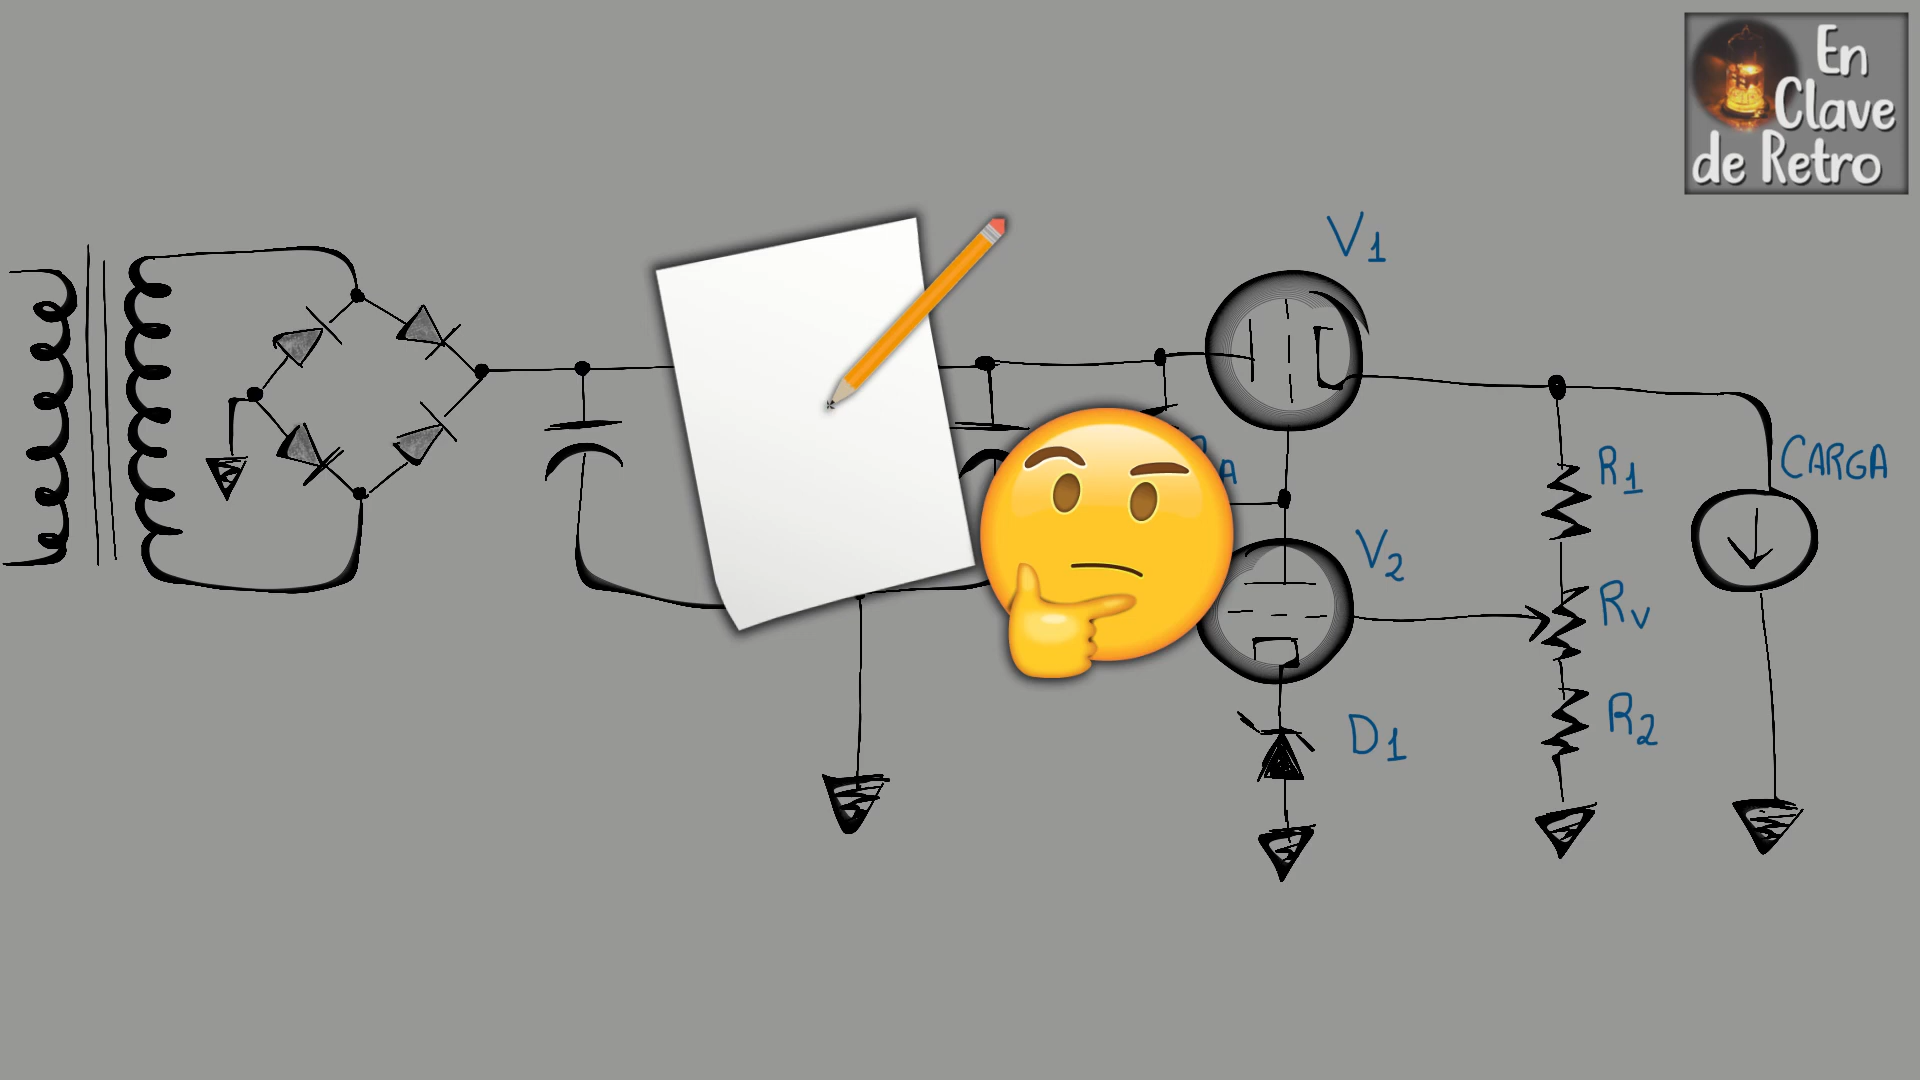 En
Clave
de Retro
V1
R1
CARGA
V2
RV
R2
D1